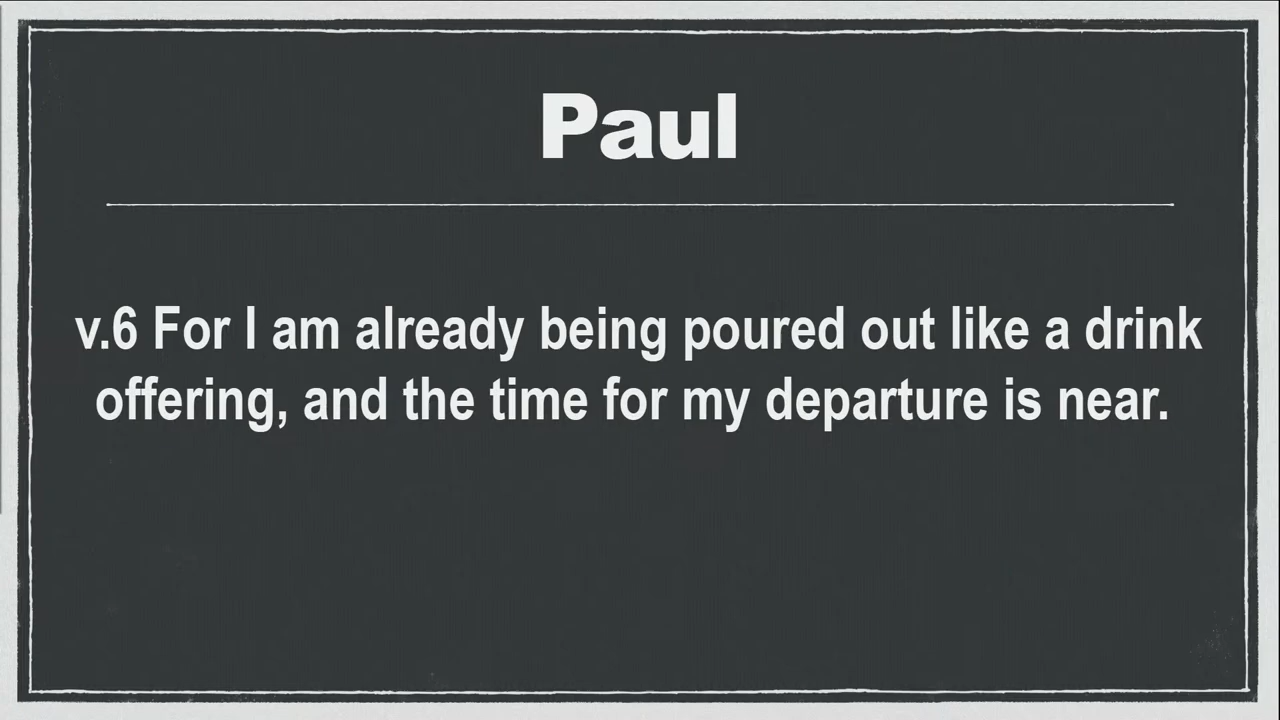 Paul
v.6 For I am already being poured out like a drink
offering, and the time for my departure is near.